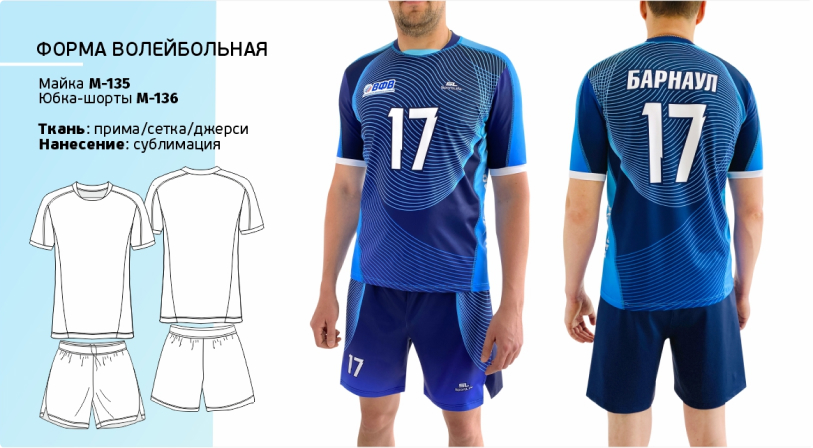 ФОРМА ВОЛЕЙБОЛЬНАЯ
Майка М-135
Юбка-шорты М-136
Ткань: прима/сетка/джерси
Нанесение: сублимация
ВФВ
17
17
БАРНАУЛ
17